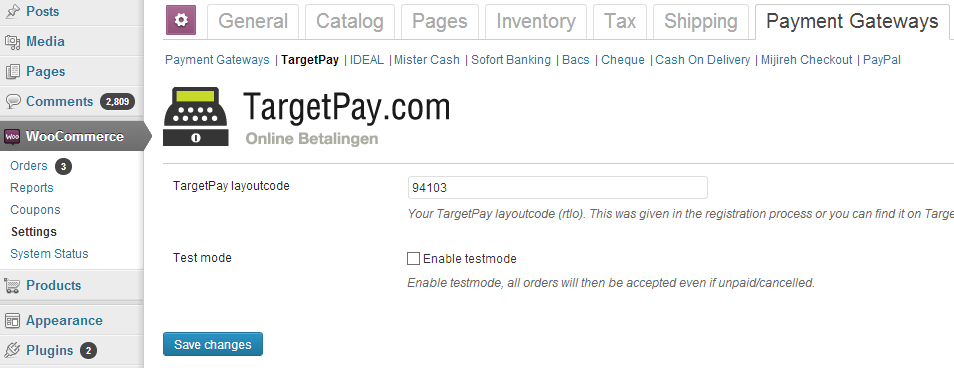 Posts
Media
Pages
Comments 2,809
WOO WooCommerce
Orders 3
Reports
Coupons
Settings
System Status
Products
Appearance
Plugins 2
General Catalog Pages Inventory Tax Shipping Payment Gateways
Payment Gateways | TargetPay | IDEAL | Mister Cash | Sofort Banking | Bacs | Cheque | Cash On Delivery | Mijireh Checkout | PayPal
TargetPay.com
Online Betalingen
TargetPay layoutcode 94103
Your TargetPay layoutcode (rtlo). This was given in the registration process or you can find it on Targe
Test mode Enable testmode
Enable testmode, all orders will then be accepted even if unpaid/cancelled.
Save changes